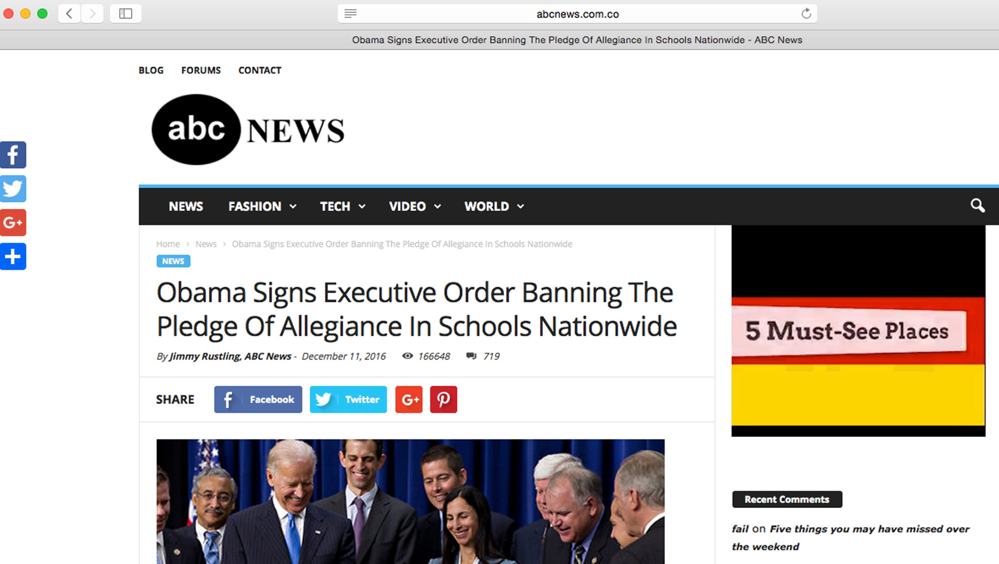 abcnews.com.co
Obama Signs Executive Order Banning The Pledge Of Allegiance In Schools Nationwide - ABC News
BLOG FORUMS CONTACT
abc NEWS
NEWS FASHION TECH VIDEO WORLD
Home › News › Obama Signs Executive Order Banning The Pledge Of Allegiance In Schools Nationwide
NEWS
Obama Signs Executive Order Banning The
Pledge Of Allegiance In Schools Nationwide
By Jimmy Rustling, ABC News - December 11, 2016 166648 719
SHARE Facebook Twitter G+
5 Must-See Places
Recent Comments
fail on Five things you may have missed over
the weekend